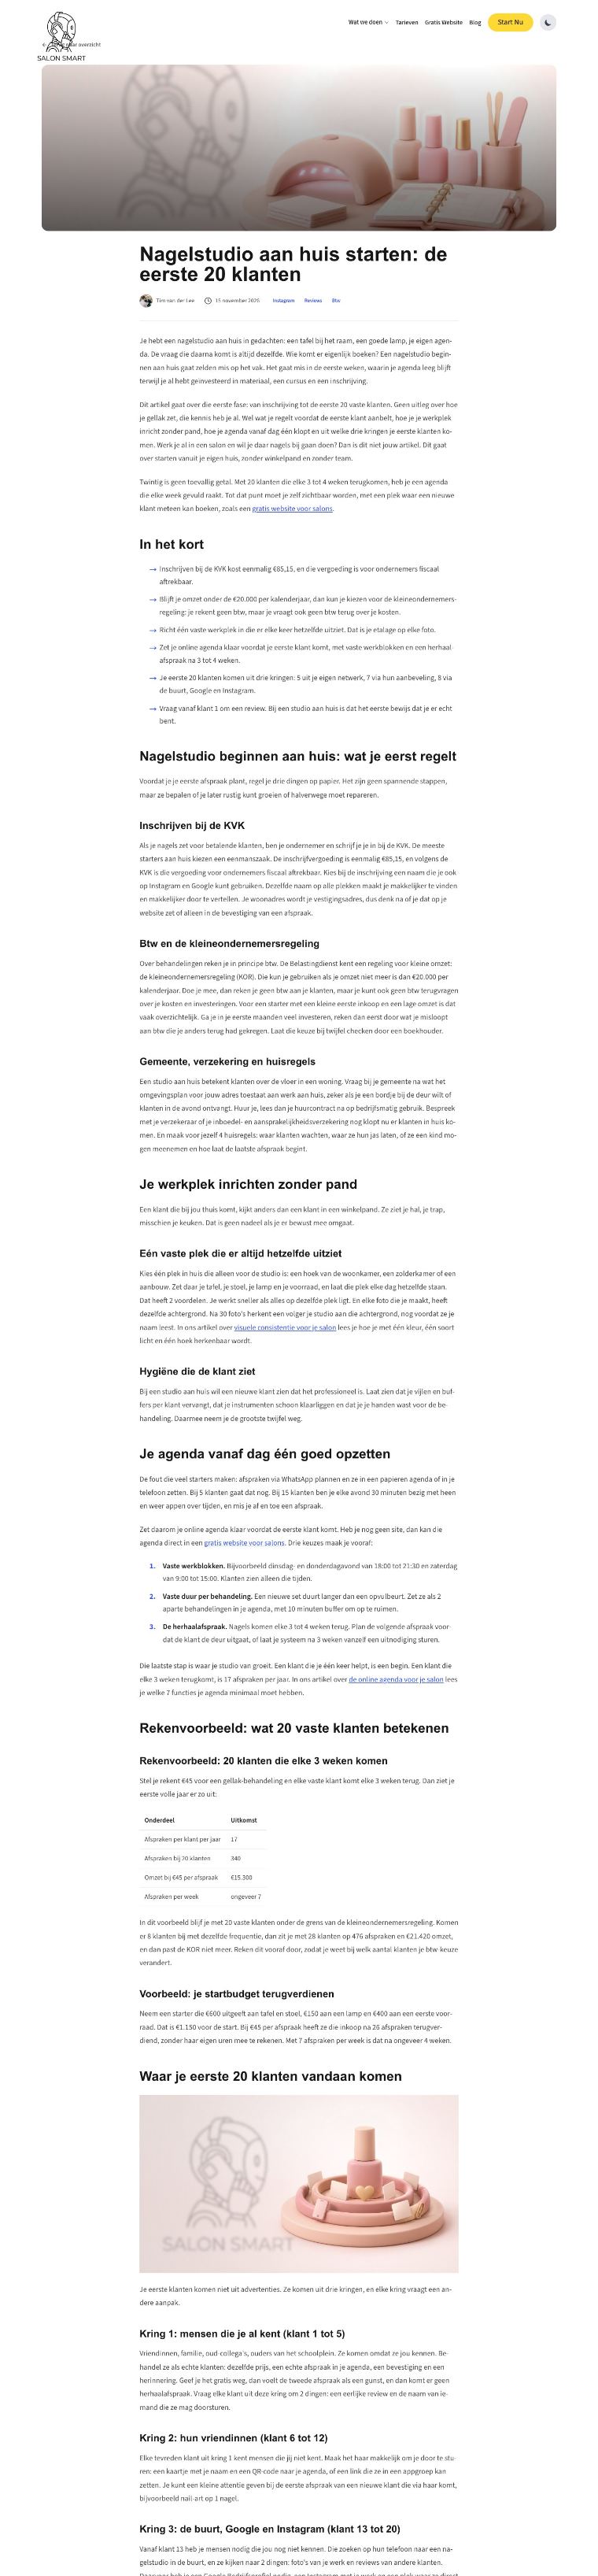 Wat we doen
Tarieven
Gratis Website
Blog
Start Nu
SALON SMART
Nagelstudio aan huis starten: de
eerste 20 klanten
Tim van der Lee
15 november 2025
Instagram
Reviews
Btw
Je hebt een nagelstudio aan huis in gedachten: een tafel bij het raam, een goede lamp, je eigen agen-
da. De vraag die daarna komt is altijd dezelfde. Wie komt er eigenlijk boeken? Een nagelstudio begin-
nen aan huis gaat zelden mis op het vak. Het gaat mis in de eerste weken, waarin je agenda leeg blijft
terwijl je al hebt geïnvesteerd in materiaal, een cursus en een inschrijving.
Dit artikel gaat over die eerste fase: van inschrijving tot de eerste 20 vaste klanten. Geen uitleg over hoe
je gellak zet, die kennis heb je al. Wel wat je regelt voordat de eerste klant aanbelt, hoe je je werkplek
inricht zonder pand, hoe je agenda vanaf dag één klopt en uit welke drie kringen je eerste klanten ko-
men. Werk je al in een salon en wil je daar nagels bij gaan doen? Dan is dit niet jouw artikel. Dit gaat
over starten vanuit je eigen huis, zonder winkelpand en zonder team.
Twintig is geen toevallig getal. Met 20 klanten die elke 3 tot 4 weken terugkomen, heb je een agenda
die elke week gevuld raakt. Tot dat punt moet je zelf zichtbaar worden, met een plek waar een nieuwe
klant meteen kan boeken, zoals een gratis website voor salons.
In het kort
→ Inschrijven bij de KVK kost eenmalig €85,15, en die vergoeding is voor ondernemers fiscaal
aftrekbaar.
→ Blijft je omzet onder de €20.000 per kalenderjaar, dan kun je kiezen voor de kleineondernemers-
regeling: je rekent geen btw, maar je vraagt ook geen btw terug over je kosten.
→ Richt één vaste werkplek in die er elke keer hetzelfde uitziet. Dat is je etalage op elke foto.
→ Zet je online agenda klaar voordat je eerste klant komt, met vaste werkblokken en een herhaal
afspraak na 3 tot 4 weken.
→ Je eerste 20 klanten komen uit drie kringen: 5 uit je eigen netwerk, 7 via hun aanbeveling, 8 via
de buurt, Google en Instagram.
→ Vraag vanaf klant 1 om een review. Bij een studio aan huis is dat het eerste bewijs dat je er echt
bent.
Nagelstudio beginnen aan huis: wat je eerst regelt
Voordat je je eerste afspraak plant, regel je drie dingen op papier. Het zijn geen spannende stappen,
maar ze bepalen of je later rustig kunt groeien of halverwege moet repareren.
Inschrijven bij de KVK
Als je nagels zet voor betalende klanten, ben je ondernemer en schrijf je je in bij de KVK. De meeste
starters aan huis kiezen een eenmanszaak. De inschrijfvergoeding is eenmalig €85,15, en volgens de
KVK is die vergoeding voor ondernemers fiscaal aftrekbaar. Kies bij de inschrijving een naam die je ook
op Instagram en Google kunt gebruiken. Dezelfde naam op alle plekken maakt je makkelijker te vinden
en makkelijker door te vertellen. Je woonadres wordt je vestigingsadres, dus denk na of je dat op je
website zet of alleen in de bevestiging van een afspraak.
Btw en de kleineondernemersregeling
Over behandelingen reken je in principe btw. De Belastingdienst kent een regeling voor kleine omzet:
de kleineondernemersregeling (KOR). Die kun je gebruiken als je omzet niet meer is dan €20.000 per
kalenderjaar. Doe je mee, dan reken je geen btw aan je klanten, maar je kunt ook geen btw terugvragen
over je kosten en investeringen. Voor een starter met een kleine eerste inkoop en een lage omzet is dat
vaak overzichtelijk. Ga je in je eerste maanden veel investeren, reken dan eerst door wat je misloopt
aan btw die je anders terug had gekregen. Laat die keuze bij twijfel checken door een boekhouder.
Gemeente, verzekering en huisregels
Een studio aan huis betekent klanten over de vloer in een woning. Vraag bij je gemeente na wat het
omgevingsplan voor jouw adres toestaat aan werk aan huis, zeker als je een bordje bij de deur wilt of
klanten in de avond ontvangt. Huur je, lees dan je huurcontract na op bedrijfsmatig gebruik. Bespreek
met je verzekeraar of je inboedel- en aansprakelijkheidsverzekering nog klopt nu er klanten in huis ko-
men. En maak voor jezelf 4 huisregels: waar klanten wachten, waar ze hun jas laten, of ze een kind mo-
gen meenemen en hoe laat de laatste afspraak begint.
Je werkplek inrichten zonder pand
Een klant die bij jou thuis komt, kijkt anders dan een klant in een winkelpand. Ze ziet je hal, je trap,
misschien je keuken. Dat is geen nadeel als je er bewust mee omgaat.
Eén vaste plek die er altijd hetzelfde uitziet
Kies één plek in huis die alleen voor de studio is: een hoek van de woonkamer, een zolderkamer of een
aanbouw. Zet daar je tafel, je stoel, je lamp en je voorraad, en laat die plek elke dag hetzelfde staan.
Dat heeft 2 voordelen. Je werkt sneller als alles op dezelfde plek ligt. En elke foto die je maakt, heeft
dezelfde achtergrond. Na 30 foto's herkent een volger je studio aan die achtergrond, nog voordat ze je
naam leest. In ons artikel over visuele consistentie voor je salon lees je hoe je met één kleur, één soort
licht en één hoek herkenbaar wordt.
Hygiëne die de klant ziet
Bij een studio aan huis wil een nieuwe klant zien dat het professioneel is. Laat zien dat je vijlen en buf-
fers per klant vervangt, dat je instrumenten schoon klaarliggen en dat je je handen wast voor de be-
handeling. Daarmee neem je de grootste twijfel weg.
Je agenda vanaf dag één goed opzetten
De fout die veel starters maken: afspraken via WhatsApp plannen en ze in een papieren agenda of in je
telefoon zetten. Bij 5 klanten gaat dat nog. Bij 15 klanten ben je elke avond 30 minuten bezig met heen
en weer appen over tijden, en mis je af en toe een afspraak.
Zet daarom je online agenda klaar voordat de eerste klant komt. Heb je nog geen site, dan kan die
agenda direct in een gratis website voor salons. Drie keuzes maak je vooraf:
1. Vaste werkblokken. Bijvoorbeeld dinsdag- en donderdagavond van 18:00 tot 21:30 en zaterdag
van 9:00 tot 15:00. Klanten zien alleen die tijden.
2. Vaste duur per behandeling. Een nieuwe set duurt langer dan een opvulbeurt. Zet ze als 2
aparte behandelingen in je agenda, met 10 minuten buffer om op te ruimen.
3. De herhaalafspraak. Nagels komen elke 3 tot 4 weken terug. Plan de volgende afspraak voor-
dat de klant de deur uitgaat, of laat je systeem na 3 weken vanzelf een uitnodiging sturen.
Die laatste stap is waar je studio van groeit. Een klant die je één keer helpt, is een begin. Een klant die
elke 3 weken terugkomt, is 17 afspraken per jaar. In ons artikel over de online agenda voor je salon lees
je welke 7 functies je agenda minimaal moet hebben.
Rekenvoorbeeld: wat 20 vaste klanten betekenen
Rekenvoorbeeld: 20 klanten die elke 3 weken komen
Stel je rekent €45 voor een gellak-behandeling en elke vaste klant komt elke 3 weken terug. Dan ziet je
eerste volle jaar er zo uit:
Onderdeel
Uitkomst
Afspraken per klant per jaar
17
Afspraken bij 20 klanten
340
Omzet bij €45 per afspraak
€15.300
Afspraken per week
ongeveer 7
In dit voorbeeld blijf je met 20 vaste klanten onder de grens van de kleineondernemersregeling. Komen
er 8 klanten bij met dezelfde frequentie, dan zit je met 28 klanten op 476 afspraken en €21.420 omzet,
en dan past de KOR niet meer. Reken dit vooraf door, zodat je weet bij welk aantal klanten je btw-keuze
verandert.
Voorbeeld: je startbudget terugverdienen
Neem een starter die €600 uitgeeft aan tafel en stoel, €150 aan een lamp en €400 aan een eerste voor-
raad. Dat is €1.150 voor de start. Bij €45 per afspraak heeft ze die inkoop na 26 afspraken terugver-
diend, zonder haar eigen uren mee te rekenen. Met 7 afspraken per week is dat na ongeveer 4 weken.
Waar je eerste 20 klanten vandaan komen
SALON SMART
Je eerste klanten komen niet uit advertenties. Ze komen uit drie kringen, en elke kring vraagt een an-
dere aanpak.
Kring 1: mensen die je al kent (klant 1 tot 5)
Vriendinnen, familie, oud-collega's, ouders van het schoolplein. Ze komen omdat ze jou kennen. Be-
handel ze als echte klanten: dezelfde prijs, een echte afspraak in je agenda, een bevestiging en een
herinnering. Geef je het gratis weg, dan voelt de tweede afspraak als een gunst, en dan komt er geen
herhaalafspraak. Vraag elke klant uit deze kring om 2 dingen: een eerlijke review en de naam van ie-
mand die ze mag doorsturen.
Kring 2: hun vriendinnen (klant 6 tot 12)
Elke tevreden klant uit kring 1 kent mensen die jij niet kent. Maak het haar makkelijk om je door te stu-
ren: een kaartje met je naam en een QR-code naar je agenda, of een link die ze in een appgroep kan
zetten. Je kunt een kleine attentie geven bij de eerste afspraak van een nieuwe klant die via haar komt,
bijvoorbeeld nail-art op 1 nagel.
Kring 3: de buurt, Google en Instagram (klant 13 tot 20)
Vanaf klant 13 heb je mensen nodig die jou nog niet kennen. Die zoeken op hun telefoon naar een na-
gelstudio in de buurt, en ze kijken naar 2 dingen: foto's van je werk en reviews van andere klanten.